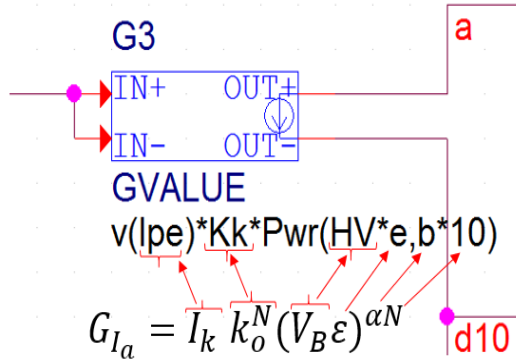 G3
a
IN+ OUT+
IN- OUT-
GVALUE
v(Ipe)*Kk*Pwr(HV*e,b*10)
G_{I_a} = I_k k_o^N (V_B ε)^{αN}
d10